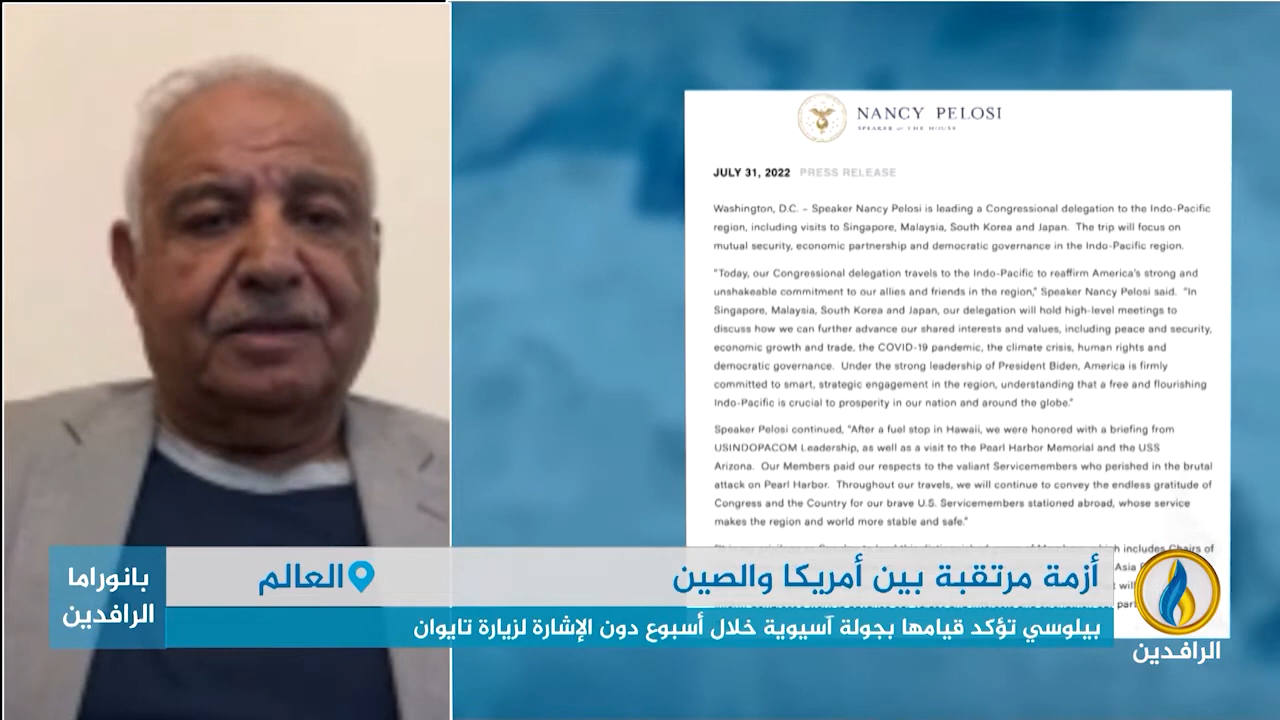 NANCY PELOSI
SPEAKER OF THE HOUSE
JULY 31, 2022 PRESS RELEASE
Washington, D.C. – Speaker Nancy Pelosi is leading a Congressional delegation to the Indo-Pacific
region, including visits to Singapore, Malaysia, South Korea and Japan. The trip will focus on
mutual security, economic partnership and democratic governance in the Indo-Pacific region.
"Today, our Congressional delegation travels to the Indo-Pacific to reaffirm America's strong and
unshakeable commitment to our allies and friends in the region," Speaker Nancy Pelosi said. "In
Singapore, Malaysia, South Korea and Japan, our delegation will hold high-level meetings to
discuss how we can further advance our shared interests and values, including peace and security,
economic growth and trade, the COVID-19 pandemic, the climate crisis, human rights and
democratic governance. Under the strong leadership of President Biden, America is firmly
committed to smart, strategic engagement in the region, understanding that a free and flourishing
Indo-Pacific is crucial to prosperity in our nation and around the globe."
Speaker Pelosi continued, "After a fuel stop in Hawaii, we were honored with a briefing from
USINDOPACOM Leadership, as well as a visit to the Pearl Harbor Memorial and the USS
Arizona. Our Members paid our respects to the valiant Servicemembers who perished in the brutal
attack on Pearl Harbor. Throughout our travels, we will continue to convey the endless gratitude of
Congress and the Country for our brave U.S. Servicemembers stationed abroad, whose service
makes the region and world more stable and safe."
includes Chairs of
Asia
will
أزمة مرتقبة بين أمريكا والصين
العالم
بانوراما
الرافدين
بيلوسي تؤكد قيامها بجولة آسيوية خلال أسبوع دون الإشارة لزيارة تايوان
الرافدين